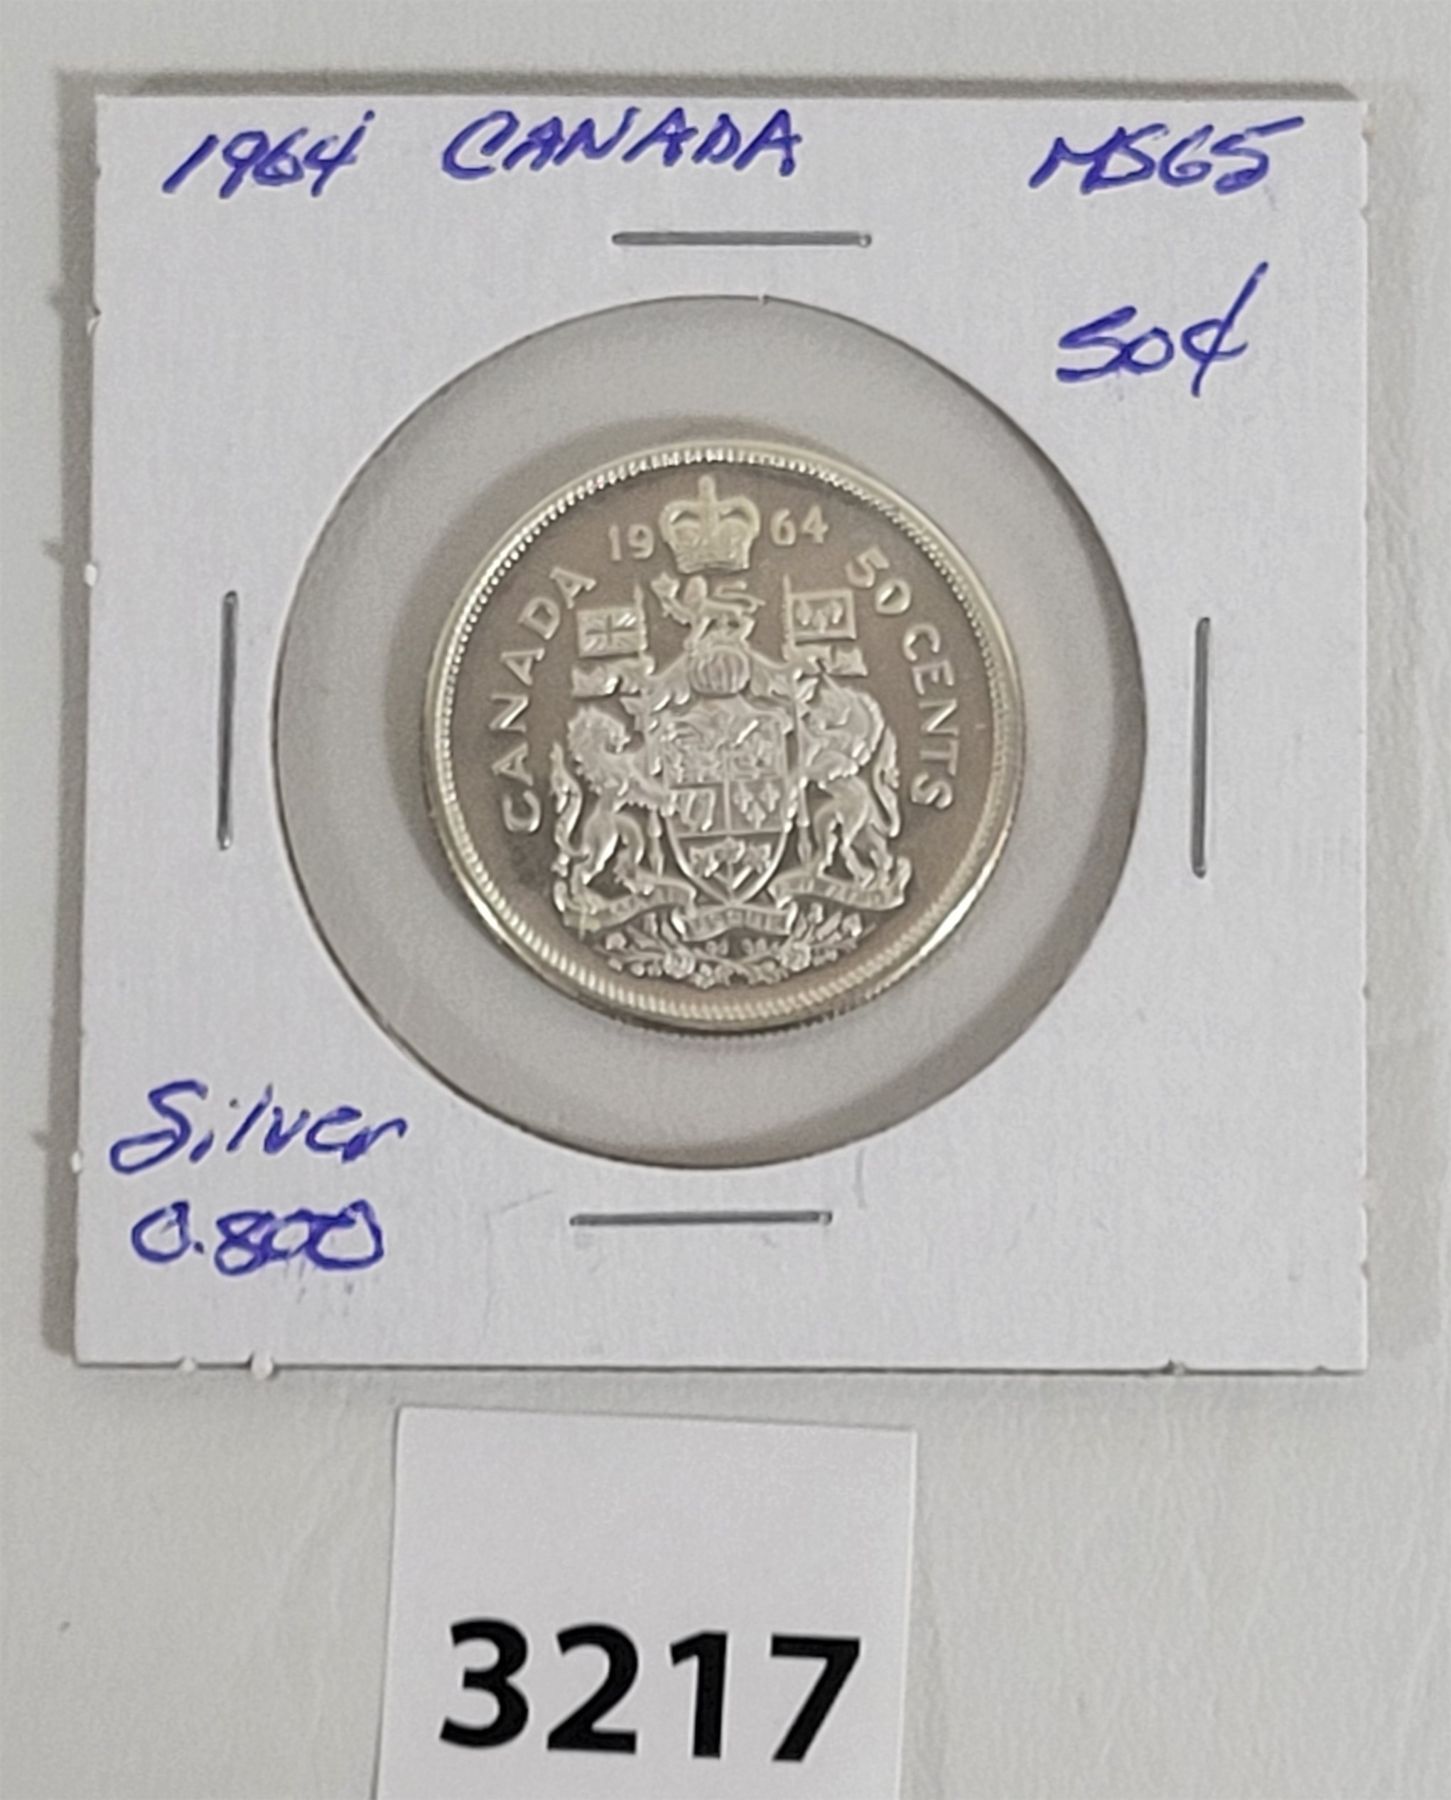 1964 CANADA MS65
50¢
19 64
CANADA 50 CENTS
Silver
0.800
3217